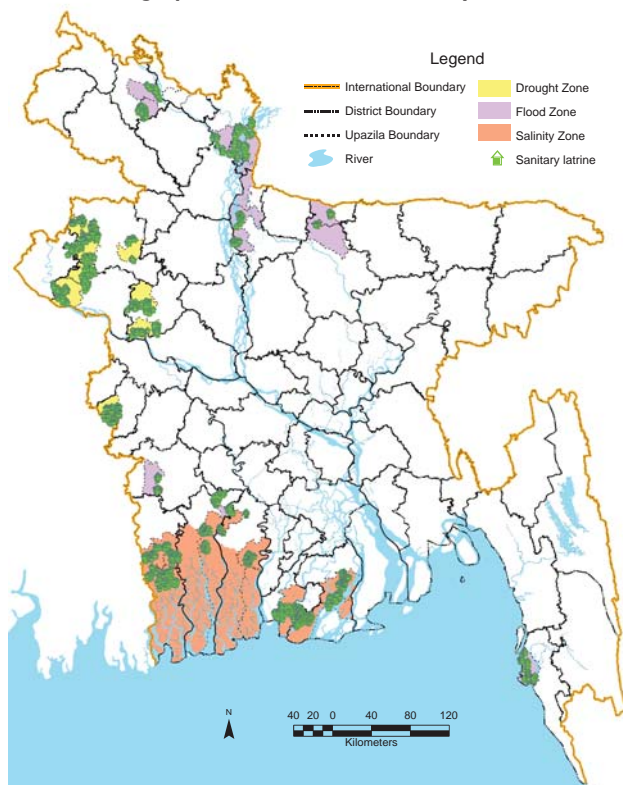 Legend
International Boundary
District Boundary
Upazila Boundary
River
Drought Zone
Flood Zone
Salinity Zone
Sanitary latrine
N
40 20 0 40 80 120
Kilometers